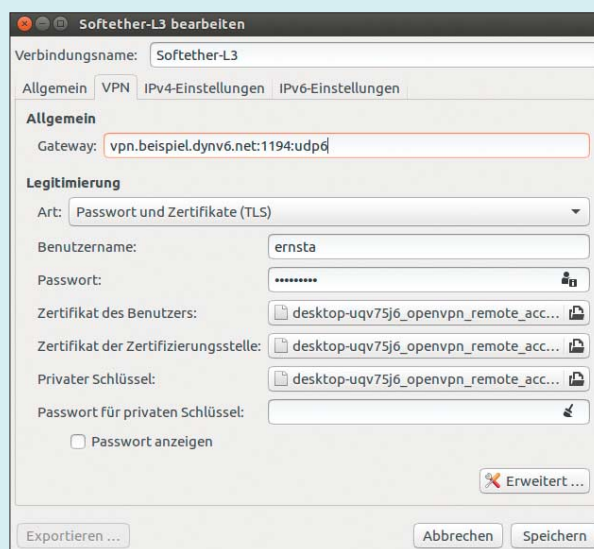 Softether-L3 bearbeiten
Verbindungsname: Softether-L3
Allgemein VPN IPv4-Einstellungen IPv6-Einstellungen
Allgemein
Gateway: vpn.beispiel.dynv6.net:1194:udp6
Legitimierung
Art: Passwort und Zertifikate (TLS)
Benutzername: ernsta
Passwort: •••••••••
Zertifikat des Benutzers: desktop-uqv75j6_openvpn_remote_acc...
Zertifikat der Zertifizierungsstelle: desktop-uqv75j6_openvpn_remote_acc...
Privater Schlüssel: desktop-uqv75j6_openvpn_remote_acc...
Passwort für privaten Schlüssel:
Passwort anzeigen
Erweitert ...
Exportieren ... Abbrechen Speichern